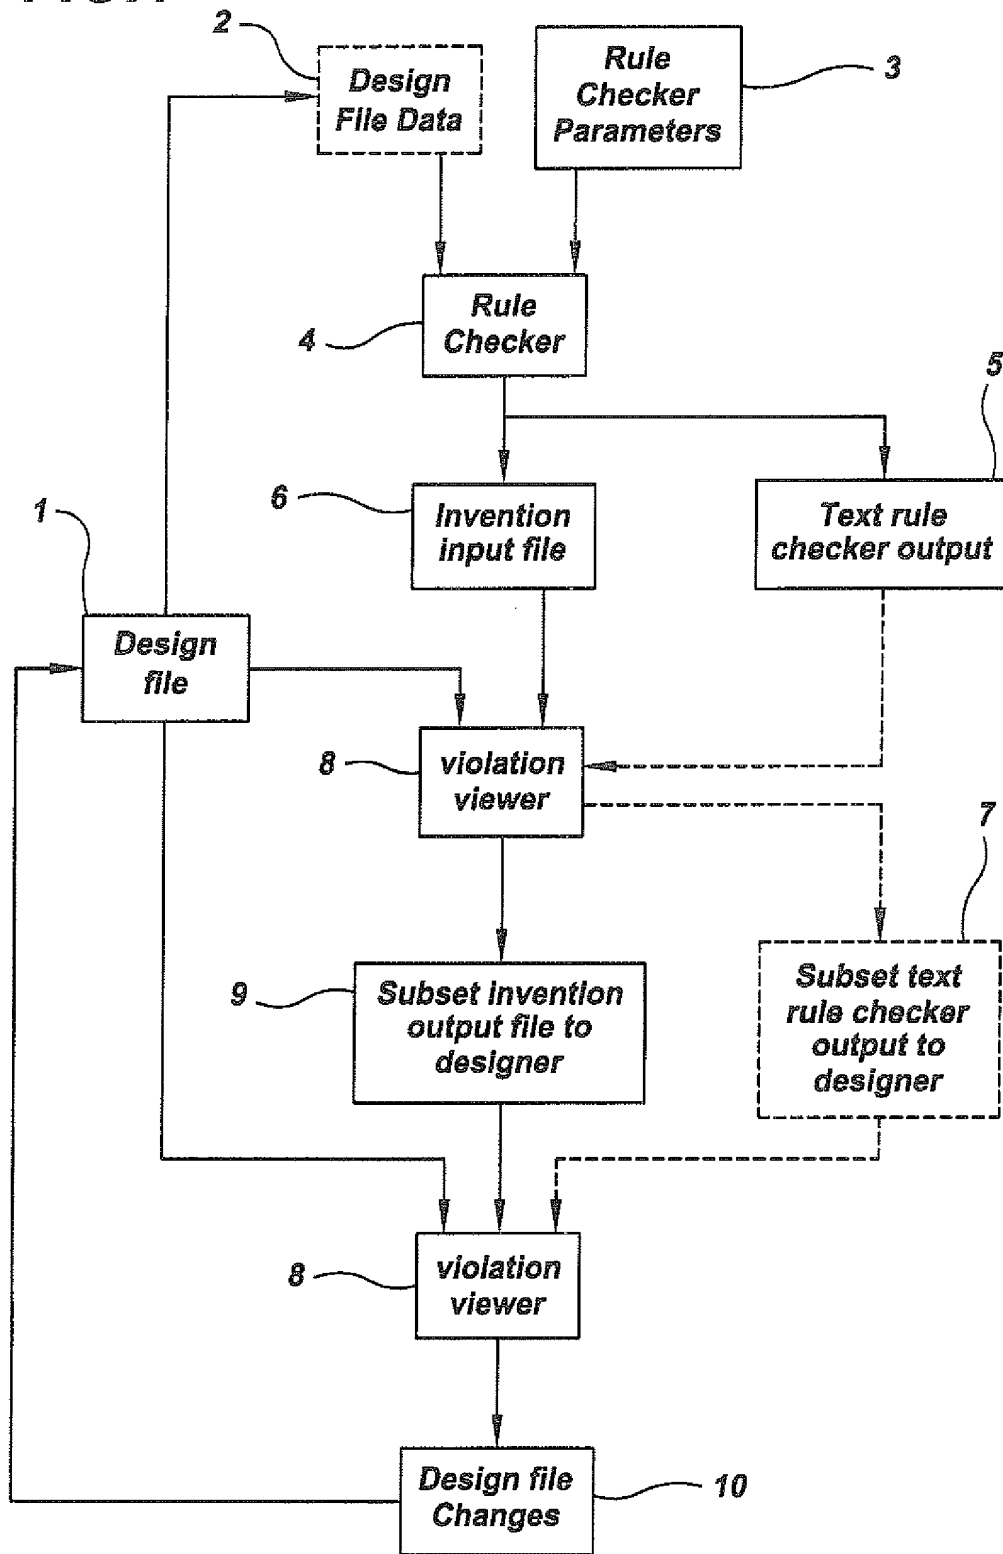 2
Design
File Data
Rule
Checker
Parameters
3
Rule
Checker
4
5
6
Invention
input file
Text rule
checker output
1
Design
file
8
violation
viewer
7
9
Subset invention
output file to
designer
Subset text
rule checker
output to
designer
8
violation
viewer
Design file
Changes
10